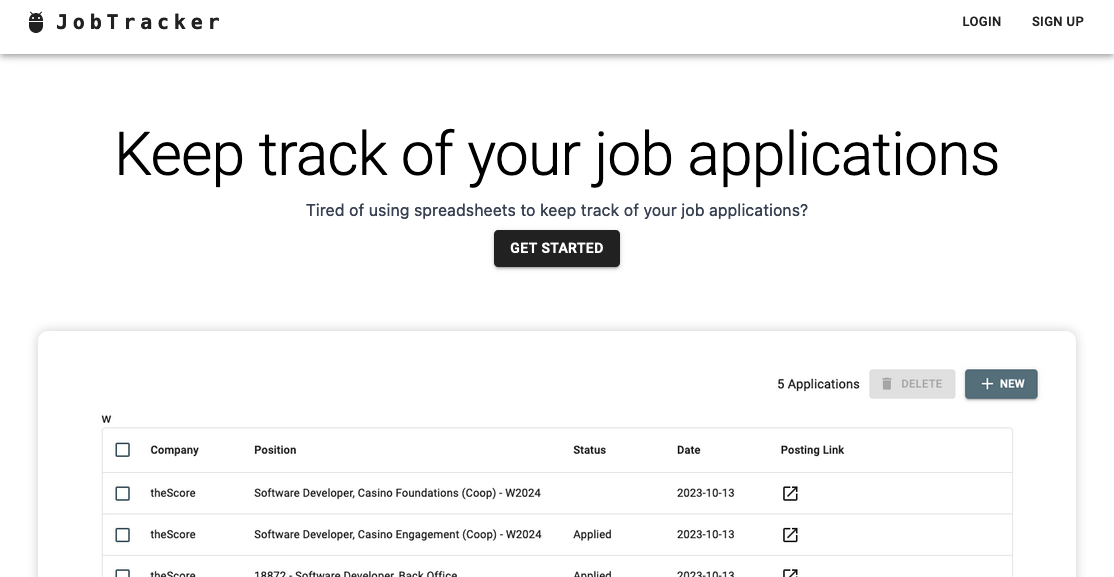 JobTracker
LOGIN
SIGN UP
Keep track of your job applications
Tired of using spreadsheets to keep track of your job applications?
GET STARTED
5 Applications
DELETE
NEW
w
Company Position Status Date Posting Link
theScore Software Developer, Casino Foundations (Coop) - W2024 2023-10-13
theScore Software Developer, Casino Engagement (Coop) - W2024 Applied 2023-10-13
theScore 18872 - Software Developer, Back Office Applied 2023-10-13